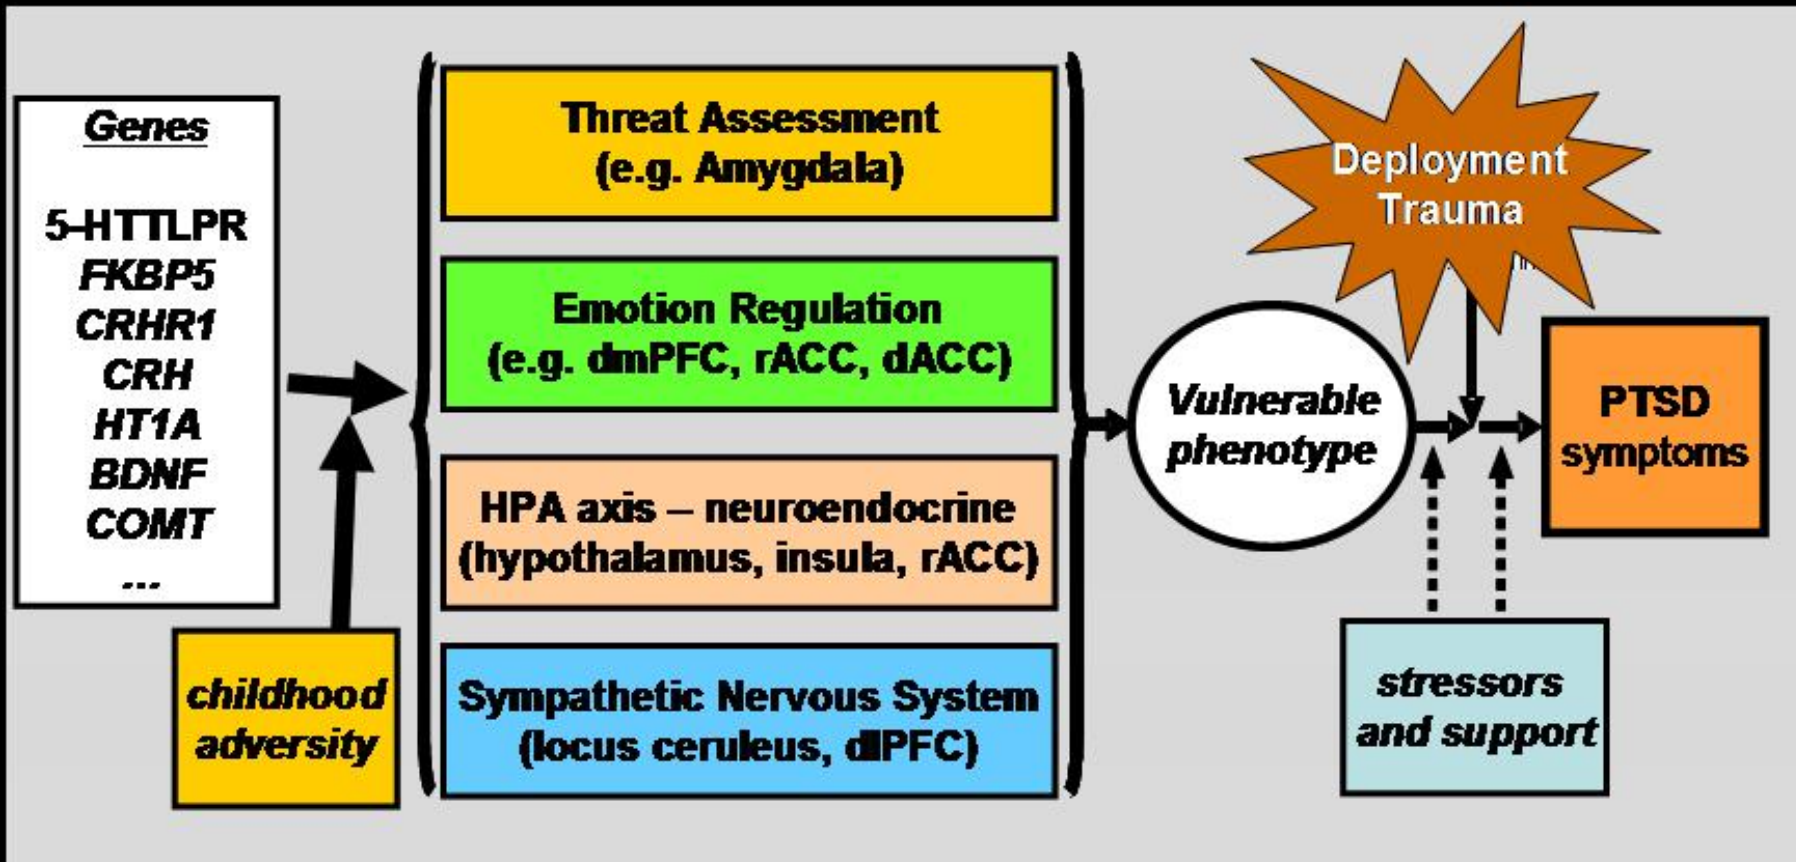 Genes
5-HTTLPR
FKBP5
CRHR1
CRH
HT1A
BDNF
COMT
...
childhood
adversity
Threat Assessment
(e.g. Amygdala)
Emotion Regulation
(e.g. dmPFC, rACC, dACC)
HPA axis – neuroendocrine
(hypothalamus, insula, rACC)
Sympathetic Nervous System
(locus ceruleus, dlPFC)
Vulnerable
phenotype
Deployment
Trauma
PTSD
symptoms
stressors
and support